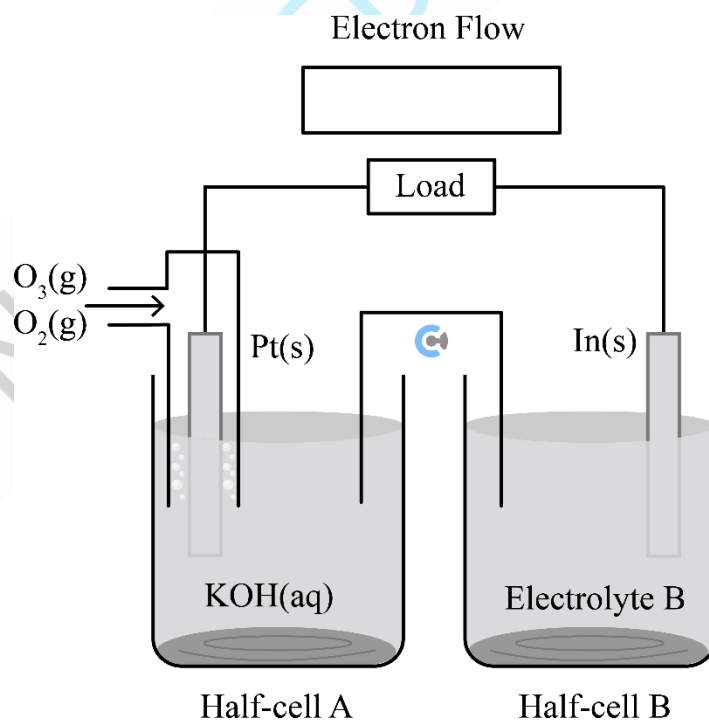 Electron Flow
Load
O₃(g)
O₂(g)
Pt(s)
In(s)
KOH(aq)
Electrolyte B
Half-cell A
Half-cell B